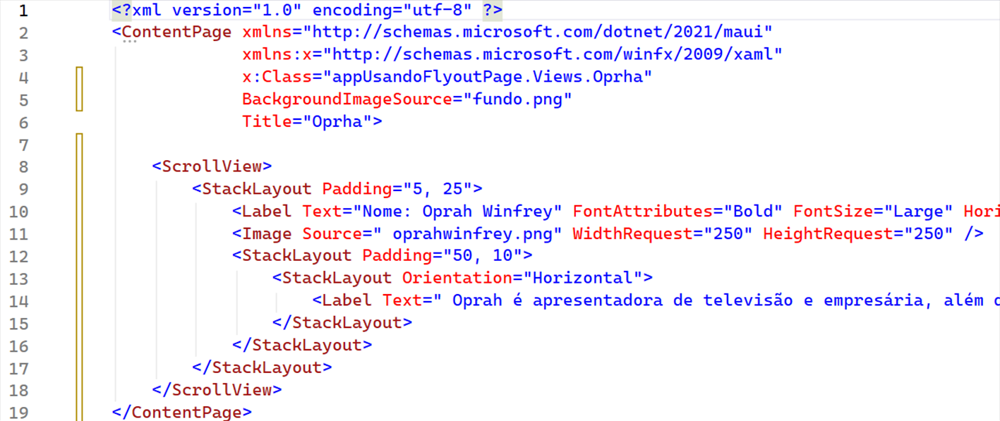 1 <?xml version="1.0" encoding="utf-8" ?>
2 <ContentPage xmlns="http://schemas.microsoft.com/dotnet/2021/maui"
3 xmlns:x="http://schemas.microsoft.com/winfx/2009/xaml"
4 x:Class="appUsandoFlyoutPage.Views.Oprha"
5 BackgroundImageSource="fundo.png"
6 Title="Oprha">
7
8 <ScrollView>
9 <StackLayout Padding="5, 25">
10 <Label Text="Nome: Oprah Winfrey" FontAttributes="Bold" FontSize="Large" Hori
11 <Image Source=" oprahwinfrey.png" WidthRequest="250" HeightRequest="250" />
12 <StackLayout Padding="50, 10">
13 <StackLayout Orientation="Horizontal">
14 <Label Text=" Oprah é apresentadora de televisão e empresária, além
15 </StackLayout>
16 </StackLayout>
17 </StackLayout>
18 </ScrollView>
19 </ContentPage>